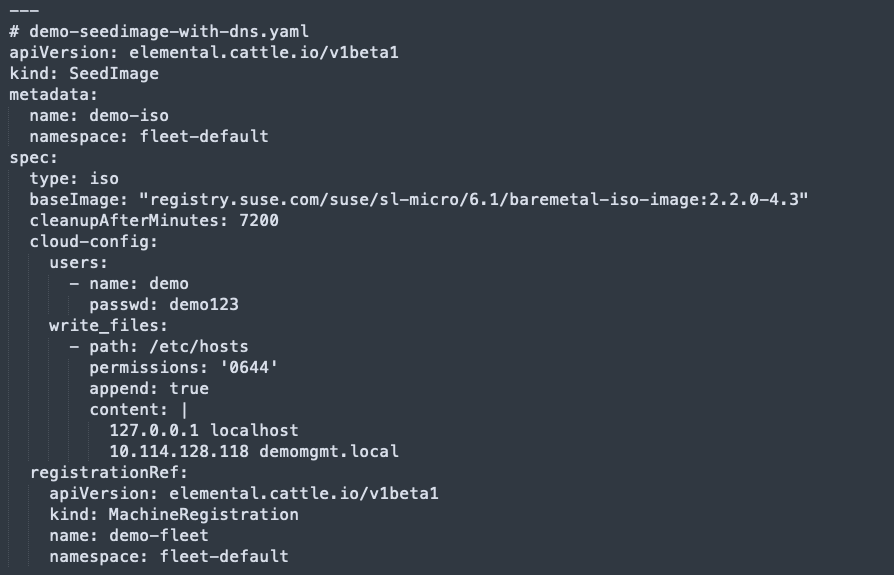 ---
# demo-seedimage-with-dns.yaml
apiVersion: elemental.cattle.io/v1beta1
kind: SeedImage
metadata:
  name: demo-iso
  namespace: fleet-default
spec:
  type: iso
  baseImage: "registry.suse.com/suse/sl-micro/6.1/baremetal-iso-image:2.2.0-4.3"
  cleanupAfterMinutes: 7200
  cloud-config:
    users:
      - name: demo
        passwd: demo123
    write_files:
      - path: /etc/hosts
        permissions: '0644'
        append: true
        content: |
          127.0.0.1 localhost
          10.114.128.118 demomgmt.local
  registrationRef:
    apiVersion: elemental.cattle.io/v1beta1
    kind: MachineRegistration
    name: demo-fleet
    namespace: fleet-default